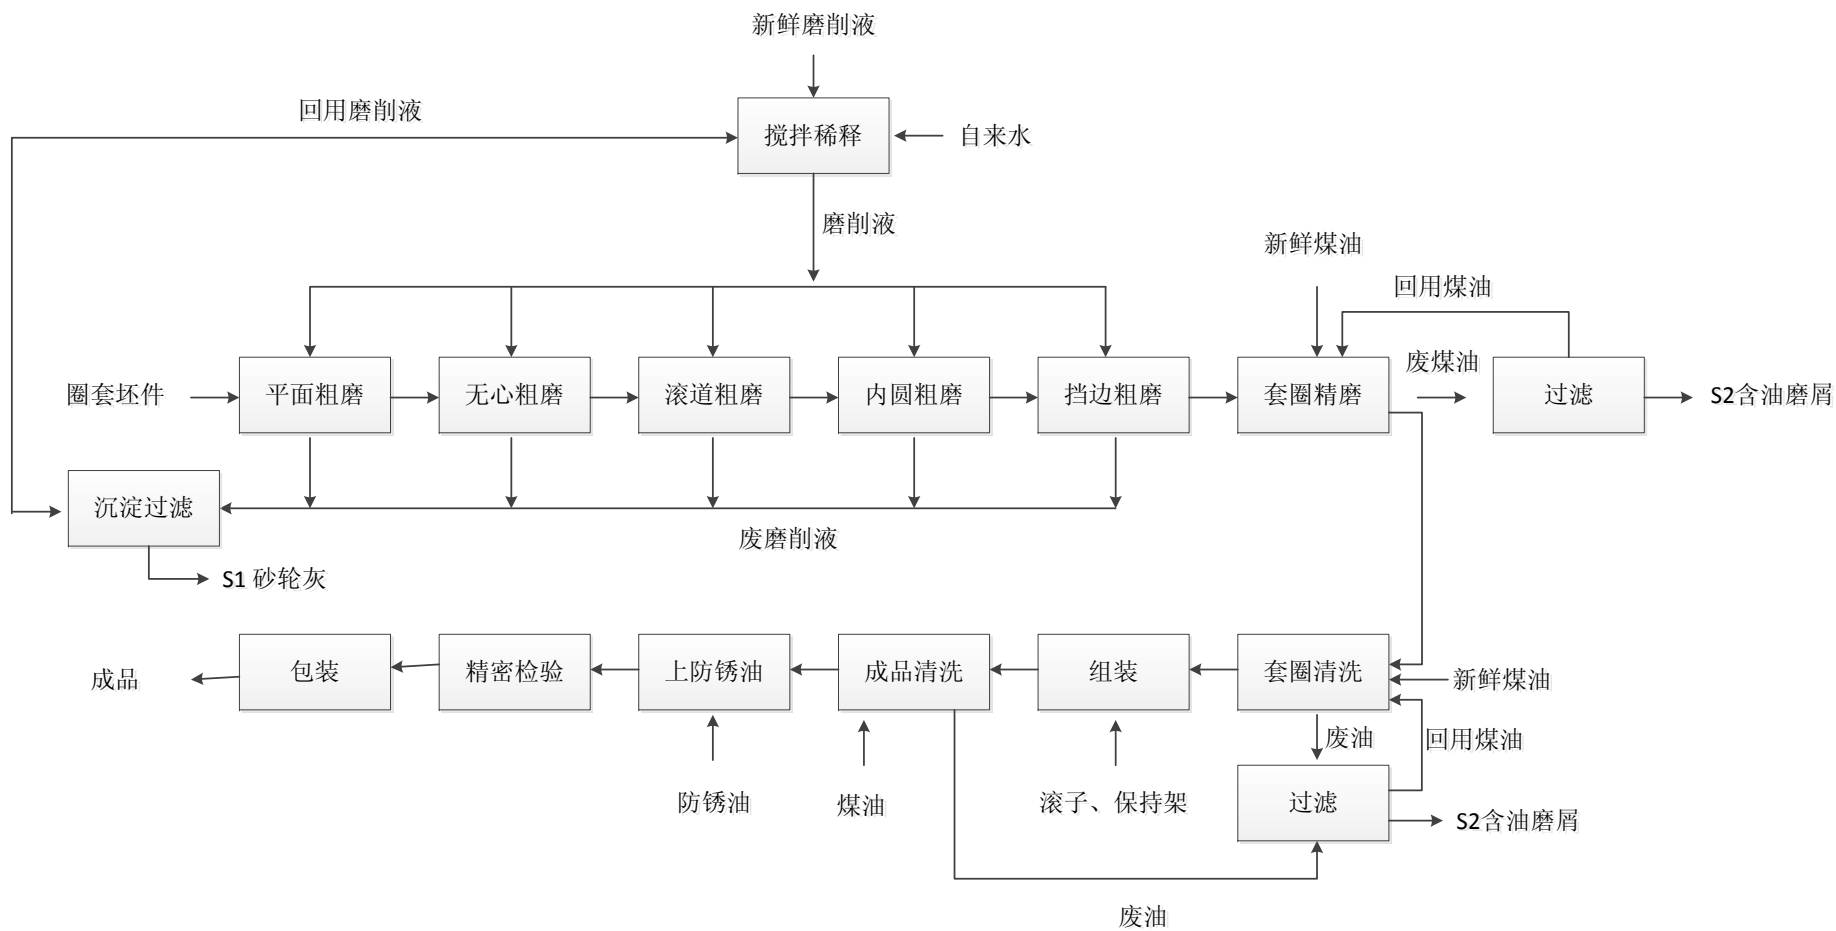 新鲜磨削液
回用磨削液
搅拌稀释
自来水
磨削液
新鲜煤油
回用煤油
圈套坯件
平面粗磨
无心粗磨
滚道粗磨
内圆粗磨
挡边粗磨
套圈精磨
废煤油
过滤
S2含油磨屑
沉淀过滤
废磨削液
S1 砂轮灰
成品
包装
精密检验
上防锈油
成品清洗
组装
套圈清洗
新鲜煤油
废油
回用煤油
防锈油
煤油
滚子、保持架
过滤
S2含油磨屑
废油